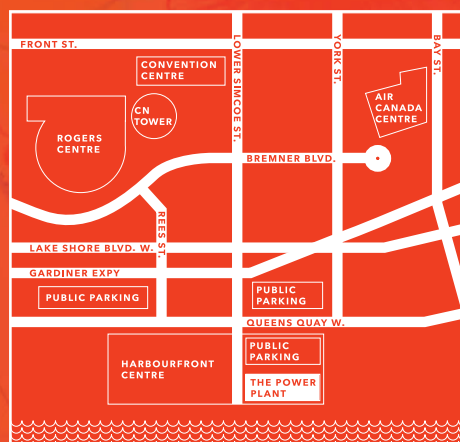 FRONT ST.
LOWER SIMCOE ST.
YORK ST.
BAY ST.
CONVENTION
CENTRE
CN
TOWER
ROGERS
CENTRE
AIR
CANADA
CENTRE
BREMNER BLVD.
REES ST.
LAKE SHORE BLVD. W.
GARDINER EXPY
PUBLIC PARKING
PUBLIC
PARKING
QUEENS QUAY W.
HARBOURFRONT
CENTRE
PUBLIC
PARKING
THE POWER
PLANT